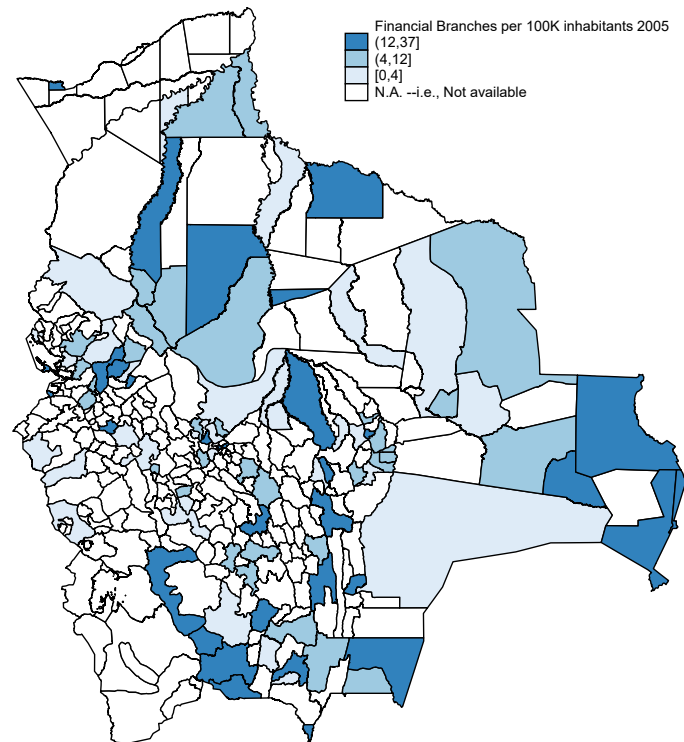 Financial Branches per 100K inhabitants 2005
(12,37]
(4,12]
[0,4]
N.A. --i.e., Not available